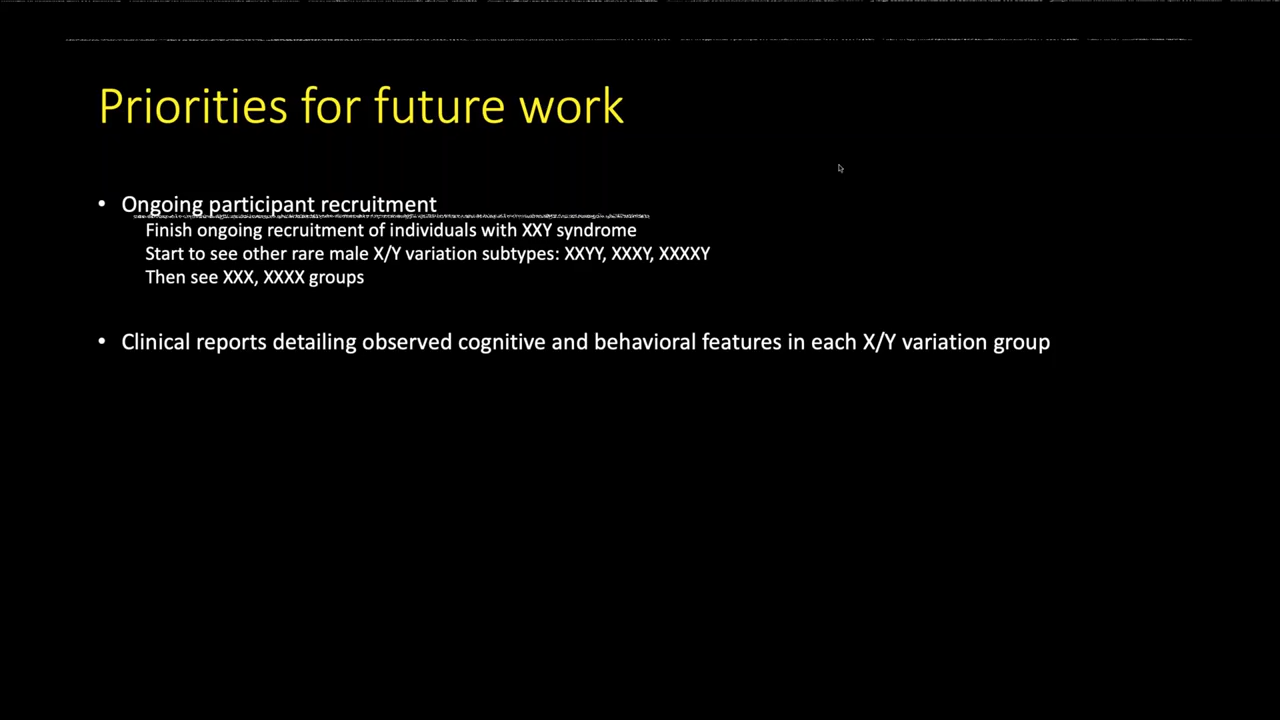 Priorities for future work
• Ongoing participant recruitment
Finish ongoing recruitment of individuals with XXY syndrome
Start to see other rare male X/Y variation subtypes: XXYY, XXXY, XXXXY
Then see XXX, XXXX groups
• Clinical reports detailing observed cognitive and behavioral features in each X/Y variation group